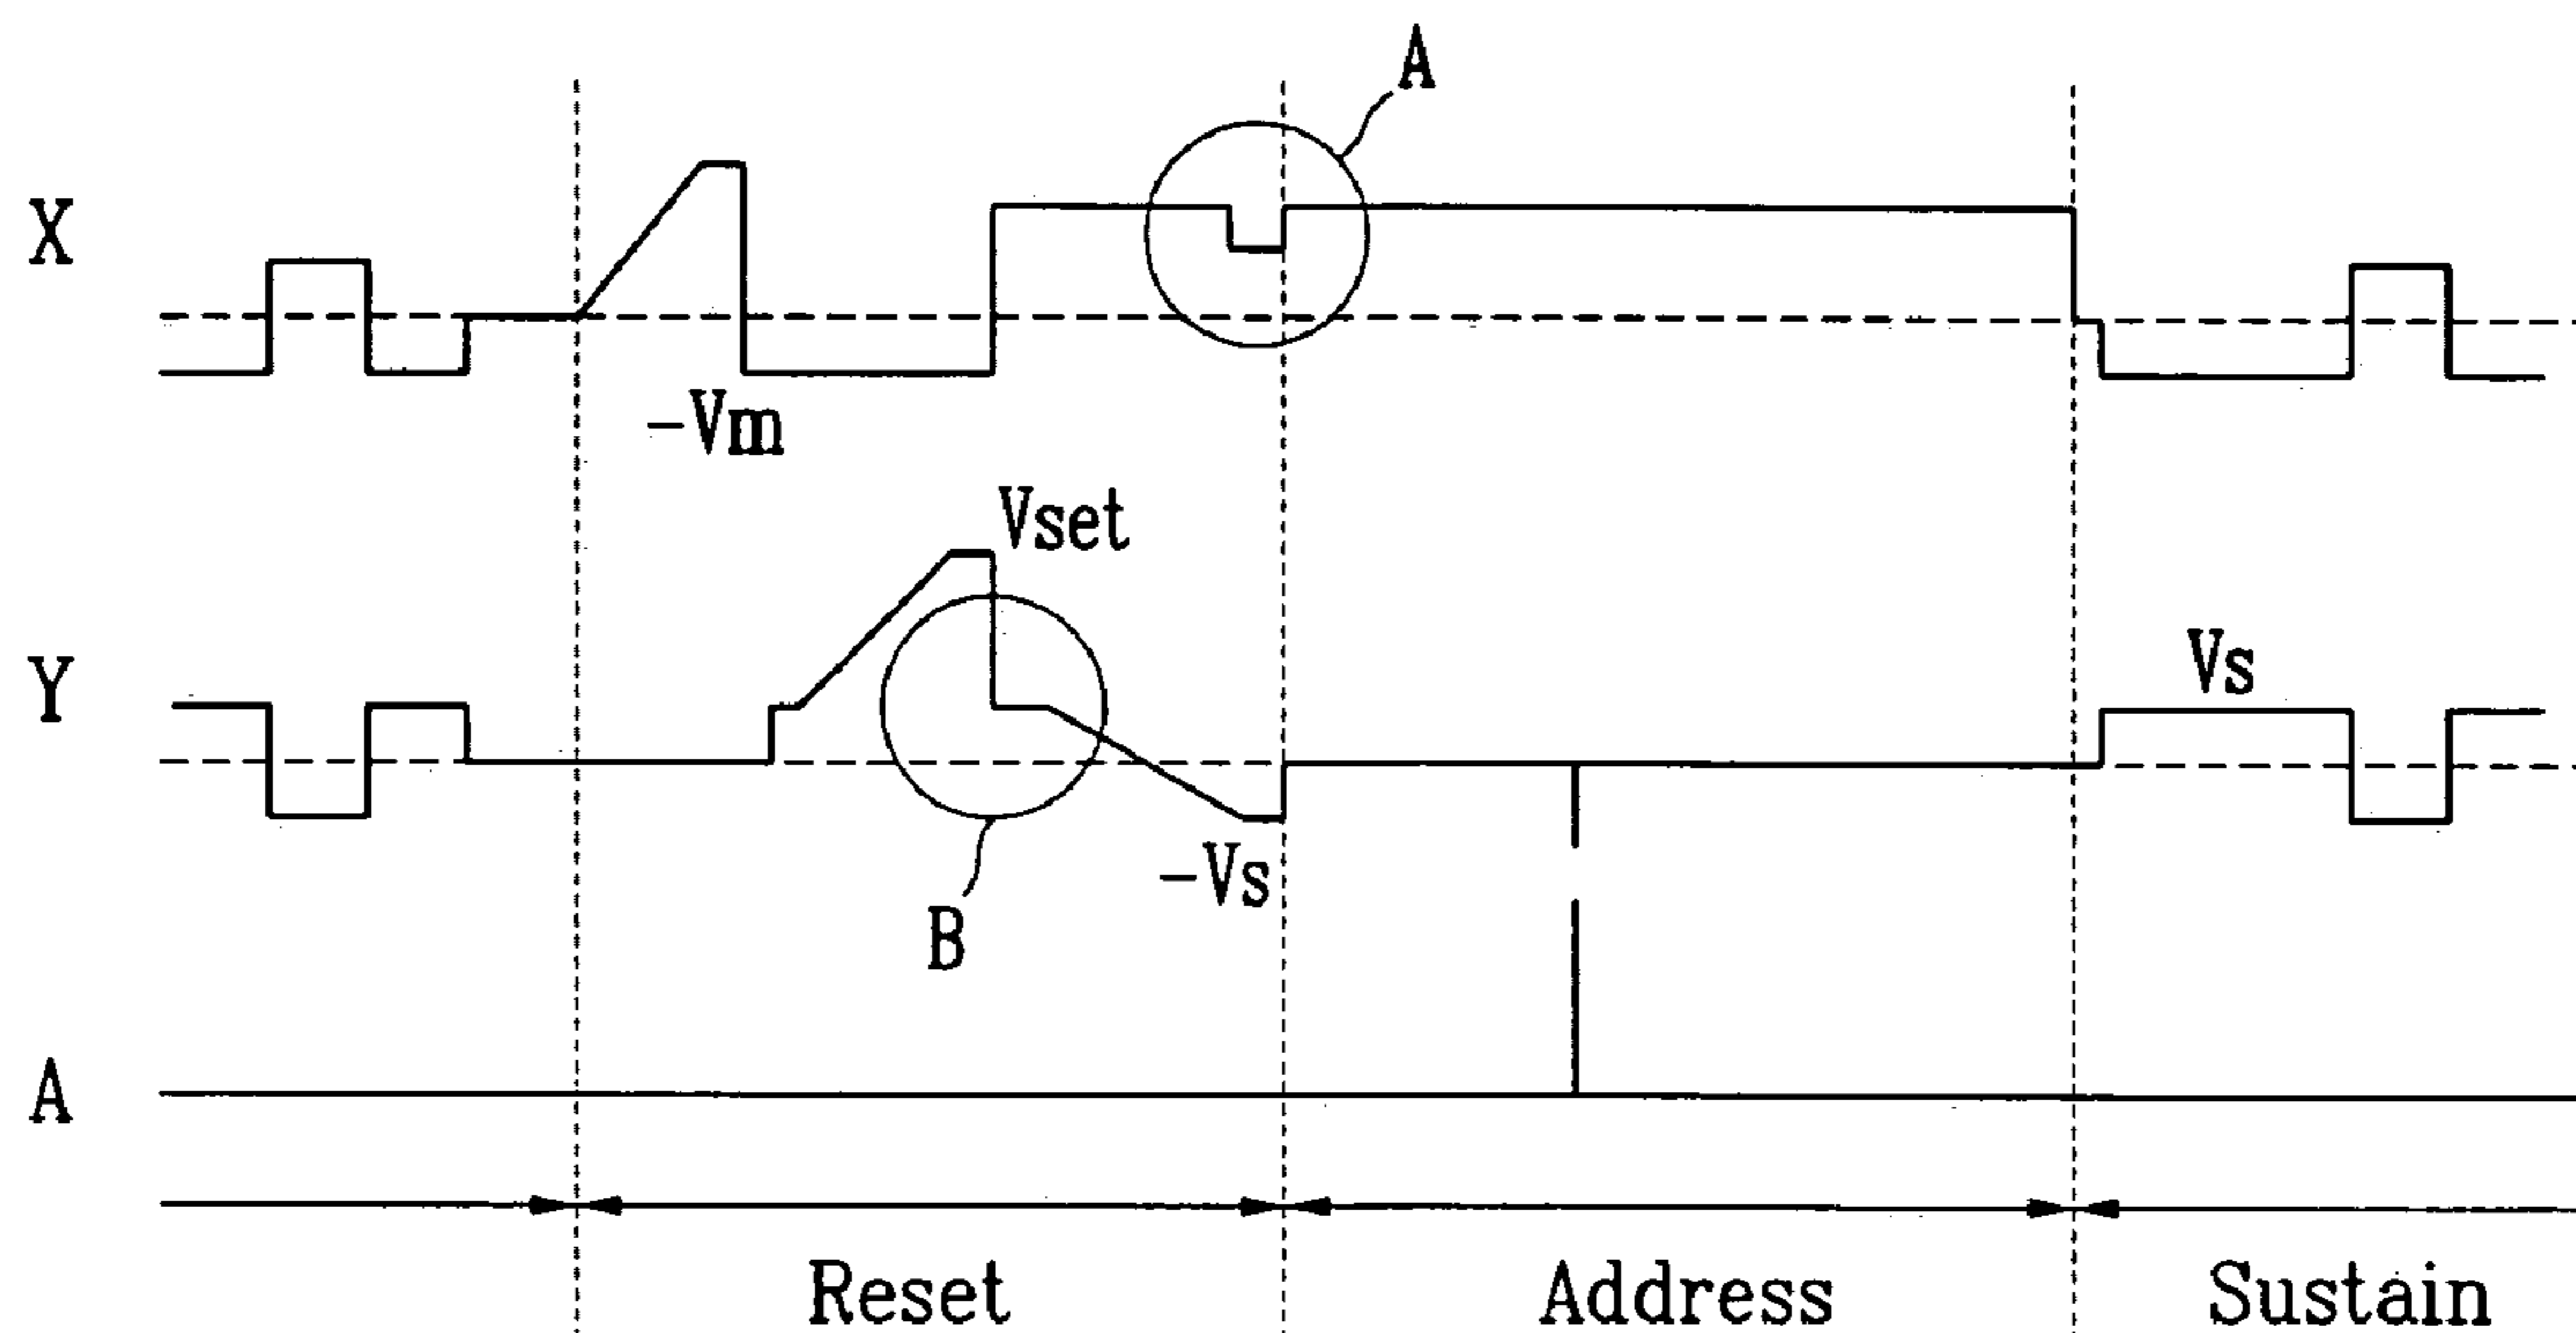 A
X
-Vm
Vset
Y
Vs
-Vs
B
A
Reset Address Sustain